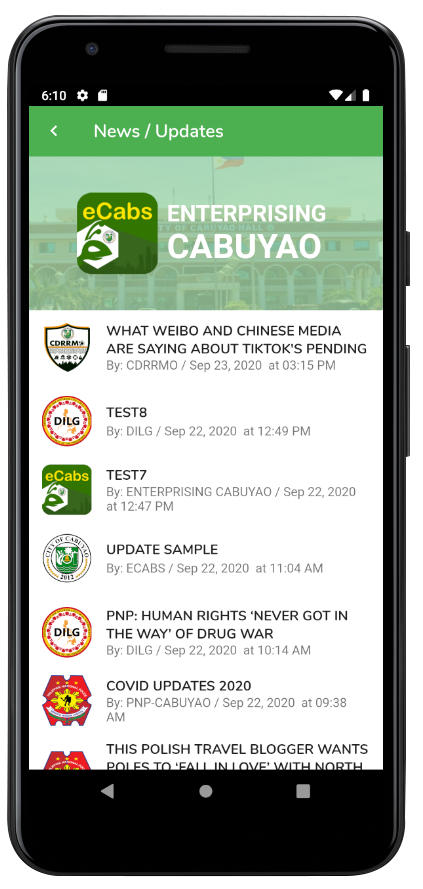 6:10
News / Updates
CITY OF CABUYAO HALL
eCabs
ENTERPRISING
CABUYAO
CDRRMO
WHAT WEIBO AND CHINESE MEDIA
ARE SAYING ABOUT TIKTOK'S PENDING
By: CDRRMO / Sep 23, 2020 at 03:15 PM
DILG
TEST8
By: DILG / Sep 22, 2020 at 12:49 PM
eCabs
TEST7
By: ENTERPRISING CABUYAO / Sep 22, 2020
at 12:47 PM
CITY OF CABUYAO
2012
UPDATE SAMPLE
By: ECABS / Sep 22, 2020 at 11:04 AM
DILG
PNP: HUMAN RIGHTS ‘NEVER GOT IN
THE WAY’ OF DRUG WAR
By: DILG / Sep 22, 2020 at 10:14 AM
COVID UPDATES 2020
By: PNP-CABUYAO / Sep 22, 2020 at 09:38
AM
THIS POLISH TRAVEL BLOGGER WANTS
POLES TO ‘FALL IN LOVE’ WITH NORTH